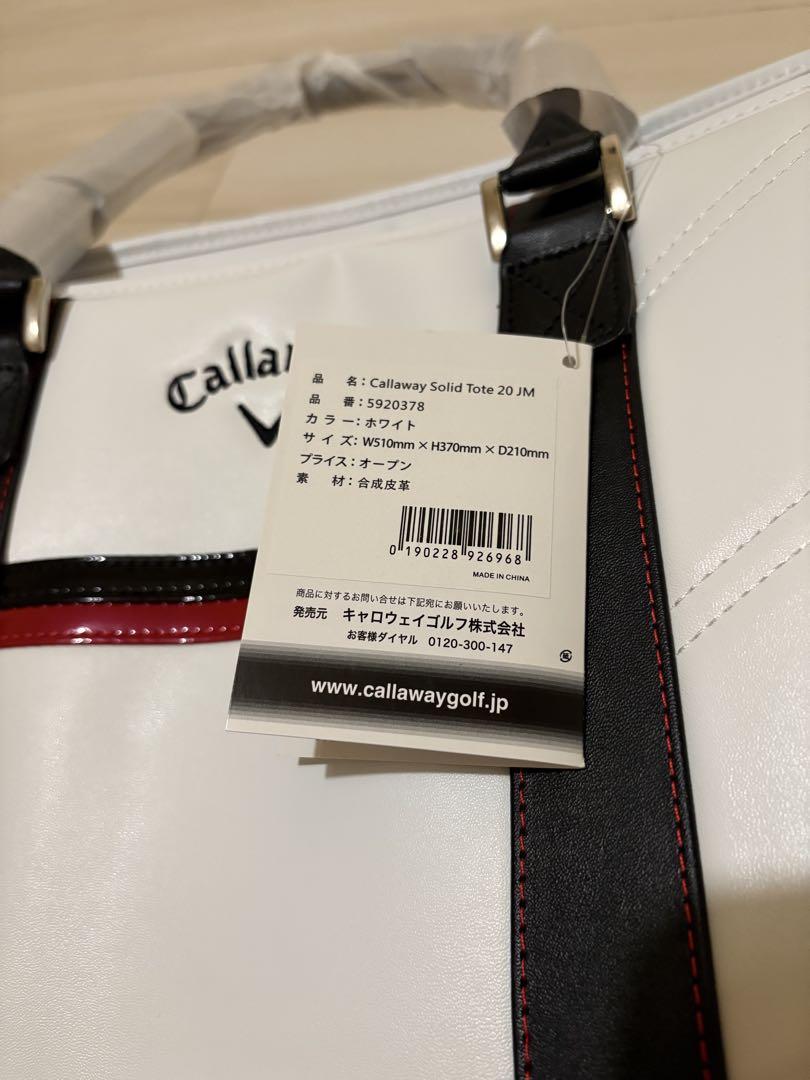 Callaw
品　名：Callaway Solid Tote 20 JM
品　番：5920378
カ ラ ー：ホワイト
サ イ ズ：W510mm × H370mm × D210mm
プライス：オープン
素　材：合成皮革
0 190228 926968
MADE IN CHINA
商品に対するお問い合せは下記宛にお願いいたします。
発売元　キャロウェイゴルフ株式会社
お客様ダイヤル　0120-300-147
紙
www.callawaygolf.jp